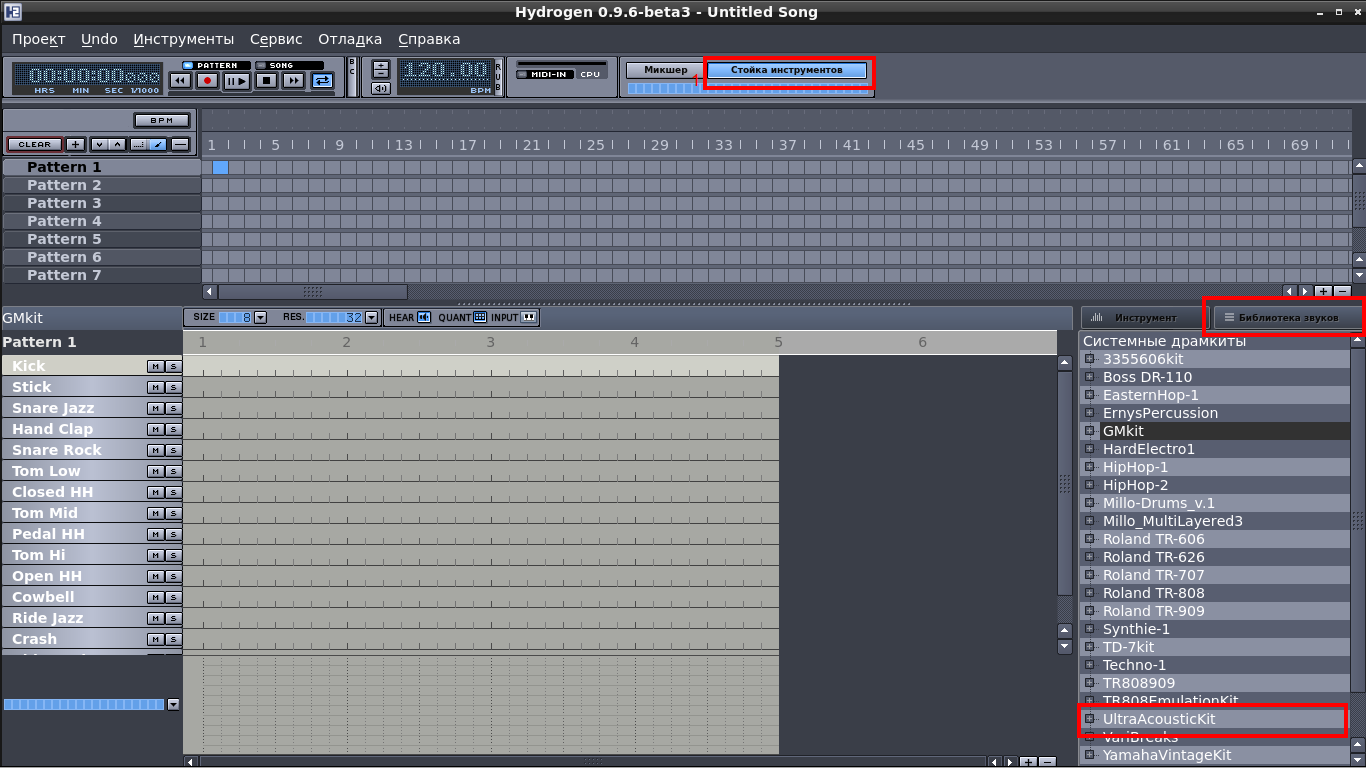 Hydrogen 0.9.6-beta3 - Untitled Song
Проект Undo Инструменты Сервис Отладка Справка
PATTERN SONG
00:00:00:000
HRS MIN SEC 1/1000
B C
120.00
BPM
R U B
MIDI-IN CPU
Микшер 1 Стойка инструментов
BPM
CLEAR
1 5 9 13 17 21 25 29 33 37 41 45 49 53 57 61 65 69
Pattern 1
Pattern 2
Pattern 3
Pattern 4
Pattern 5
Pattern 6
Pattern 7
GMkit
SIZE 8 RES. 32 HEAR QUANT INPUT
Pattern 1
1 2 3 4 5 6
Kick M S
Stick M S
Snare Jazz M S
Hand Clap M S
Snare Rock M S
Tom Low M S
Closed HH M S
Tom Mid M S
Pedal HH M S
Tom Hi M S
Open HH M S
Cowbell M S
Ride Jazz M S
Crash M S
Инструмент Библиотека звуков
Системные драмкиты
3355606kit
Boss DR-110
EasternHop-1
ErnysPercussion
GMkit
HardElectro1
HipHop-1
HipHop-2
Millo-Drums_v.1
Millo_MultiLayered3
Roland TR-606
Roland TR-626
Roland TR-707
Roland TR-808
Roland TR-909
Synthie-1
TD-7kit
Techno-1
TR808909
TR808EmulationKit
UltraAcousticKit
VariBreaks
YamahaVintageKit